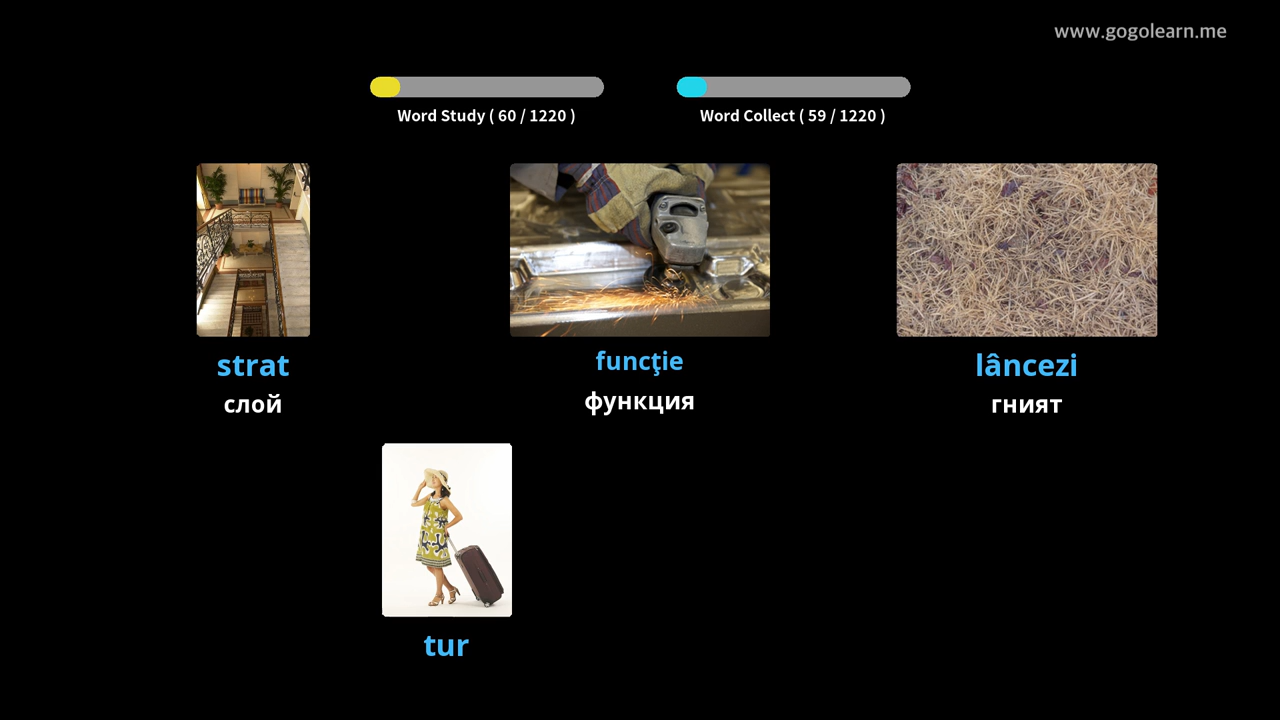 www.gogolearn.me
Word Study ( 60 / 1220 )
Word Collect ( 59 / 1220 )
strat
funcţie
lâncezi
слой
функция
гният
tur